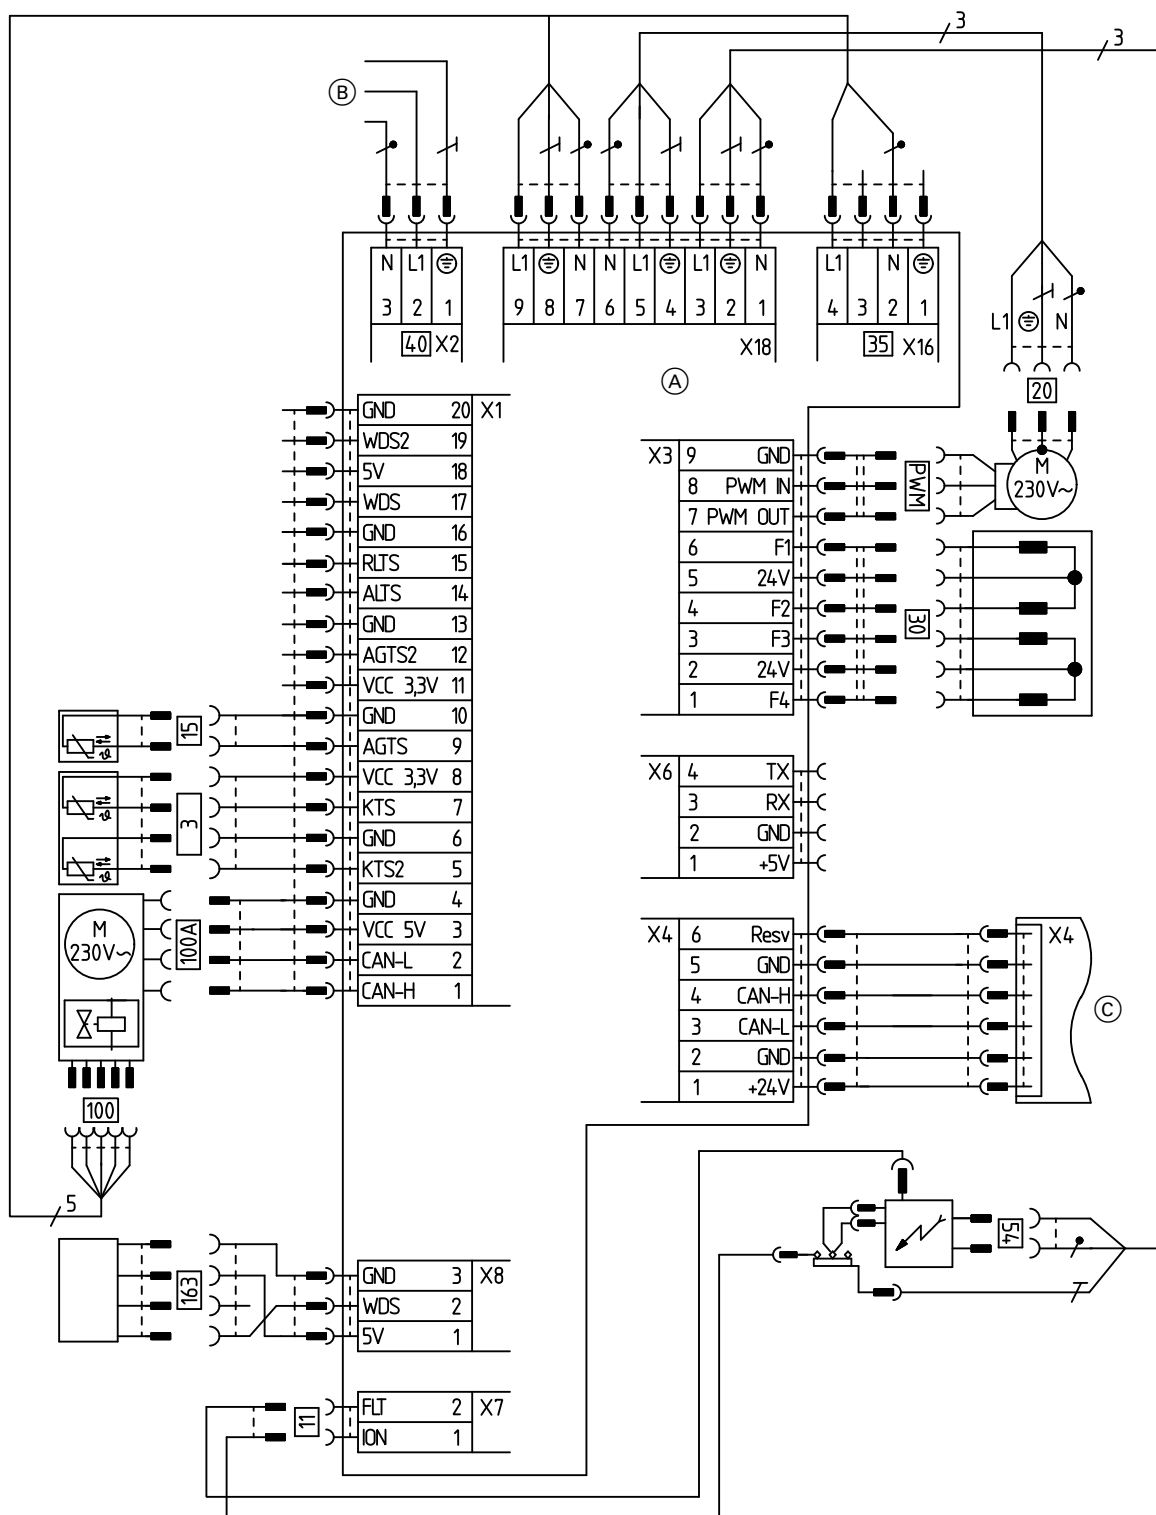 3
3
B
N L1 L1 N N L1 L1 N L1 N
3 2 1 9 8 7 6 5 4 3 2 1 4 3 2 1
40 X2 X18 35 X16
L1 N
A
20
M
230V~
GND 20 X1
WDS2 19
5V 18
WDS 17
GND 16
RLTS 15
ALTS 14
GND 13
AGTS2 12
VCC 3,3V 11
GND 10
AGTS 9
VCC 3,3V 8
KTS 7
GND 6
KTS2 5
GND 4
VCC 5V 3
CAN-L 2
CAN-H 1
X3 9 GND
8 PWM IN
7 PWM OUT
6 F1
5 24V
4 F2
3 F3
2 24V
1 F4
PWM
30
15
ϑ
3
ϑ
ϑ
X6 4 TX
3 RX
2 GND
1 +5V
M
230V~
100A
X4 6 Resv
5 GND
4 CAN-H
3 CAN-L
2 GND
1 +24V
X4
C
100
5
54
163
GND 3 X8
WDS 2
5V 1
11
FLT 2 X7
ION 1